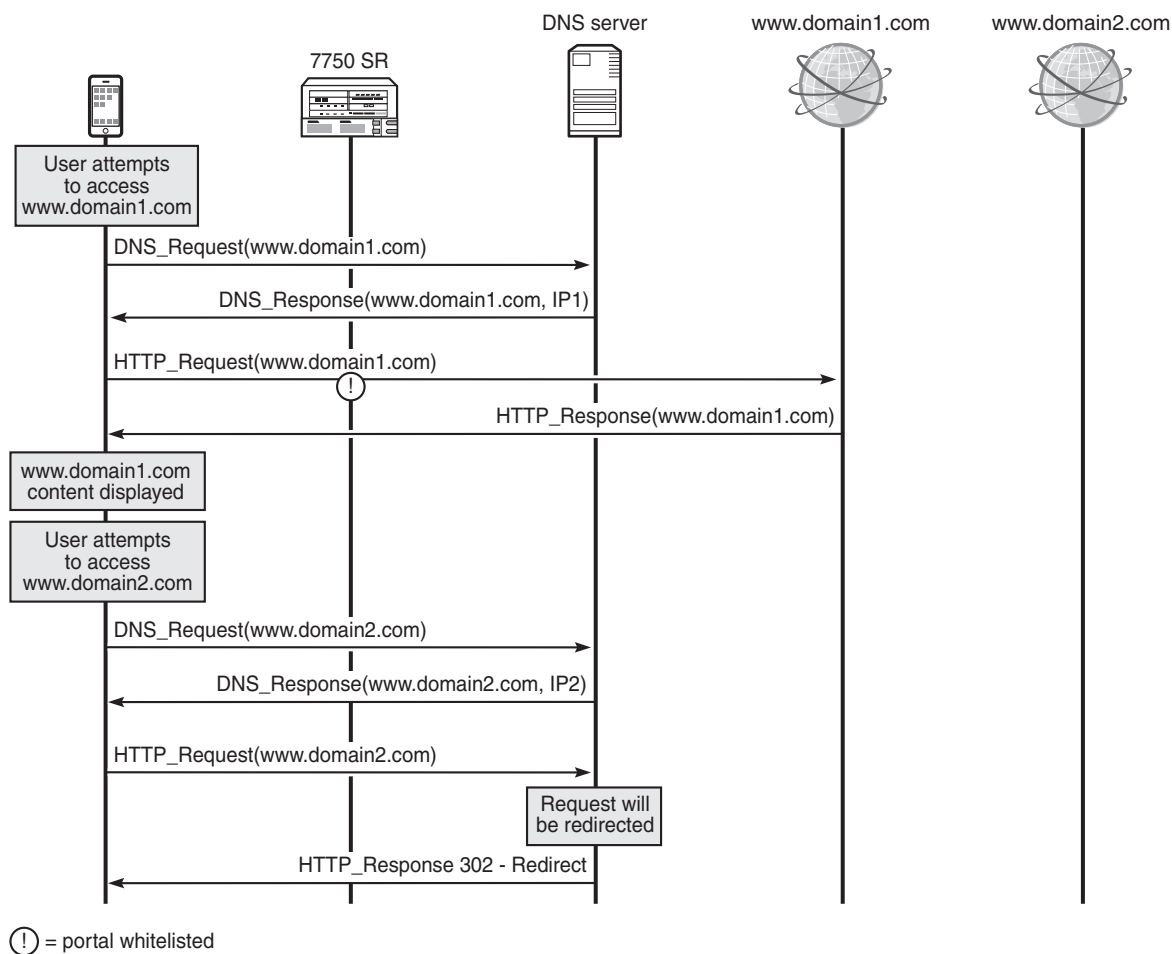 DNS server
www.domain1.com
www.domain2.com
7750 SR
User attempts
to access
www.domain1.com
DNS_Request(www.domain1.com)
DNS_Response(www.domain1.com, IP1)
HTTP_Request(www.domain1.com)
!
HTTP_Response(www.domain1.com)
www.domain1.com
content displayed
User attempts
to access
www.domain2.com
DNS_Request(www.domain2.com)
DNS_Response(www.domain2.com, IP2)
HTTP_Request(www.domain2.com)
Request will
be redirected
HTTP_Response 302 - Redirect
! = portal whitelisted